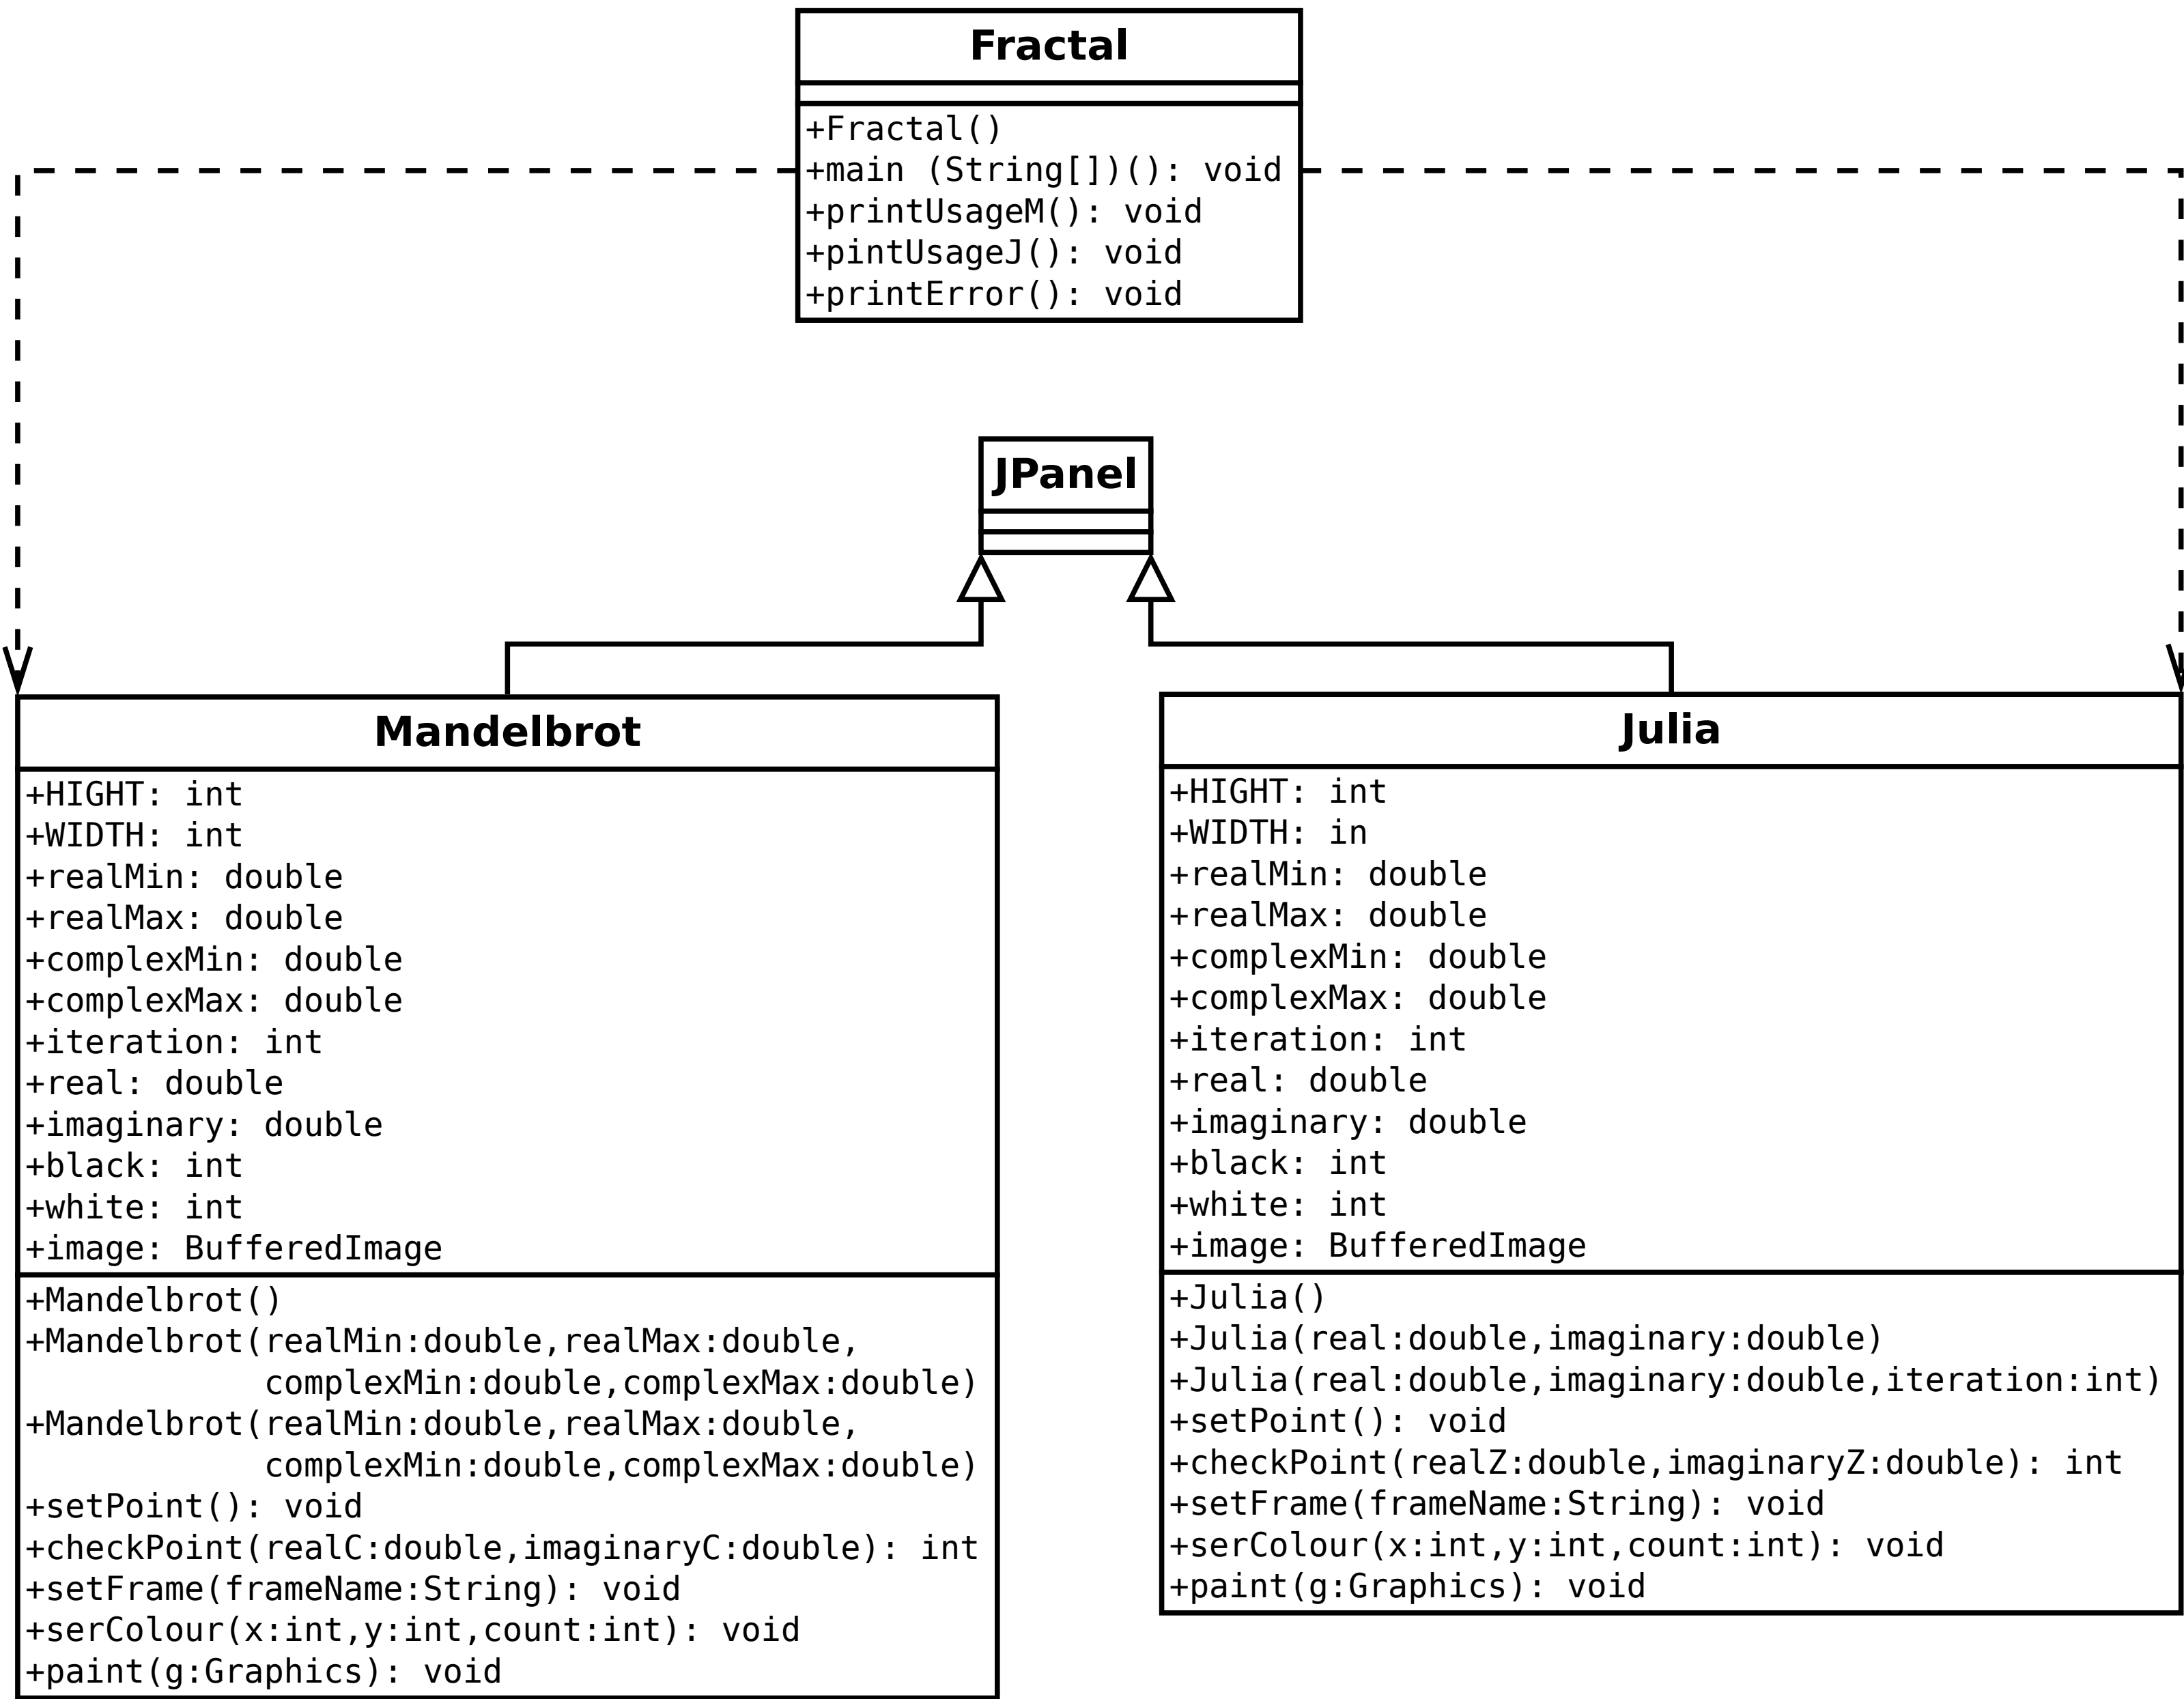 Fractal
+Fractal()
+main (String[])(): void
+printUsageM(): void
+pintUsageJ(): void
+printError(): void
JPanel
Mandelbrot
+HIGHT: int
+WIDTH: int
+realMin: double
+realMax: double
+complexMin: double
+complexMax: double
+iteration: int
+real: double
+imaginary: double
+black: int
+white: int
+image: BufferedImage
+Mandelbrot()
+Mandelbrot(realMin:double,realMax:double,
complexMin:double,complexMax:double)
+Mandelbrot(realMin:double,realMax:double,
complexMin:double,complexMax:double)
+setPoint(): void
+checkPoint(realC:double,imaginaryC:double): int
+setFrame(frameName:String): void
+serColour(x:int,y:int,count:int): void
+paint(g:Graphics): void
Julia
+HIGHT: int
+WIDTH: in
+realMin: double
+realMax: double
+complexMin: double
+complexMax: double
+iteration: int
+real: double
+imaginary: double
+black: int
+white: int
+image: BufferedImage
+Julia()
+Julia(real:double,imaginary:double)
+Julia(real:double,imaginary:double,iteration:int)
+setPoint(): void
+checkPoint(realZ:double,imaginaryZ:double): int
+setFrame(frameName:String): void
+serColour(x:int,y:int,count:int): void
+paint(g:Graphics): void